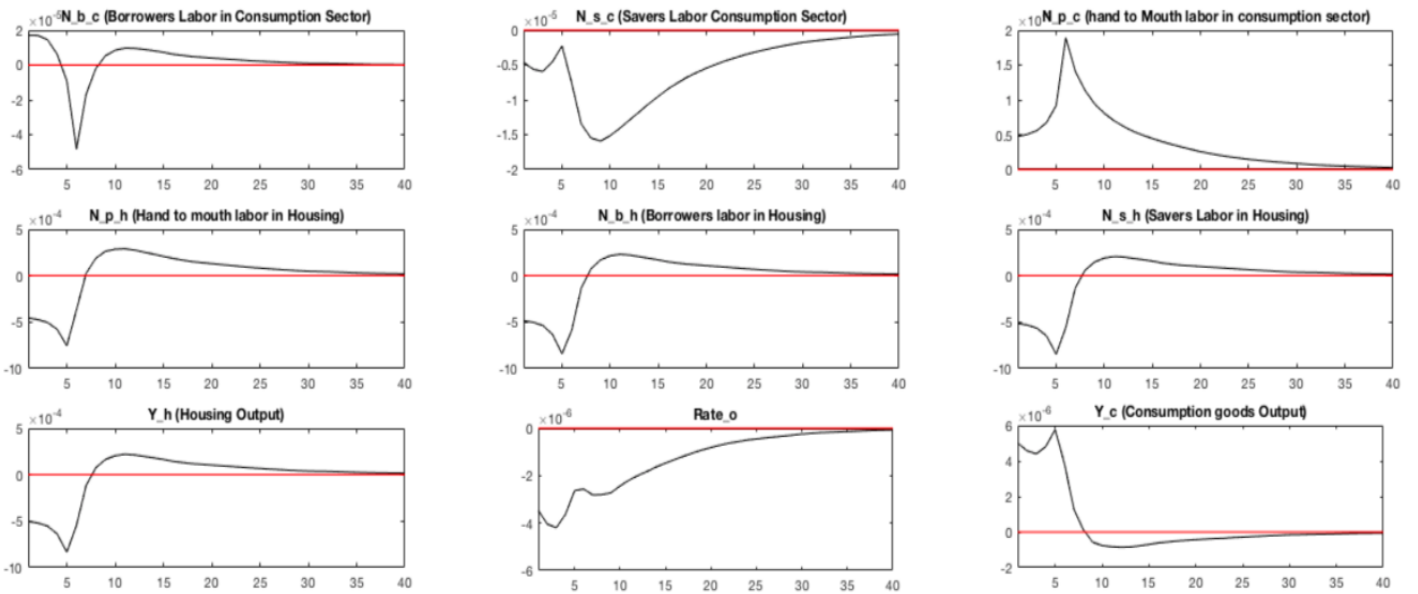 ×10^-5 N_b_c (Borrowers Labor in Consumption Sector)
2
0
-2
-4
-6
5 10 15 20 25 30 35 40
×10^-5 N_s_c (Savers Labor Consumption Sector)
0
-0.5
-1
-1.5
-2
5 10 15 20 25 30 35 40
N_p_c (hand to Mouth labor in consumption sector)
2
1.5
1
0.5
0
5 10 15 20 25 30 35 40
×10^-4 N_p_h (Hand to mouth labor in Housing)
5
0
-5
-10
5 10 15 20 25 30 35 40
×10^-4 N_b_h (Borrowers labor in Housing)
5
0
-5
-10
5 10 15 20 25 30 35 40
×10^-4 N_s_h (Savers Labor in Housing)
5
0
-5
-10
5 10 15 20 25 30 35 40
×10^-4 Y_h (Housing Output)
5
0
-5
-10
5 10 15 20 25 30 35 40
×10^-6 Rate_o
0
-2
-4
-6
5 10 15 20 25 30 35 40
×10^-6 Y_c (Consumption goods Output)
6
4
2
0
-2
5 10 15 20 25 30 35 40